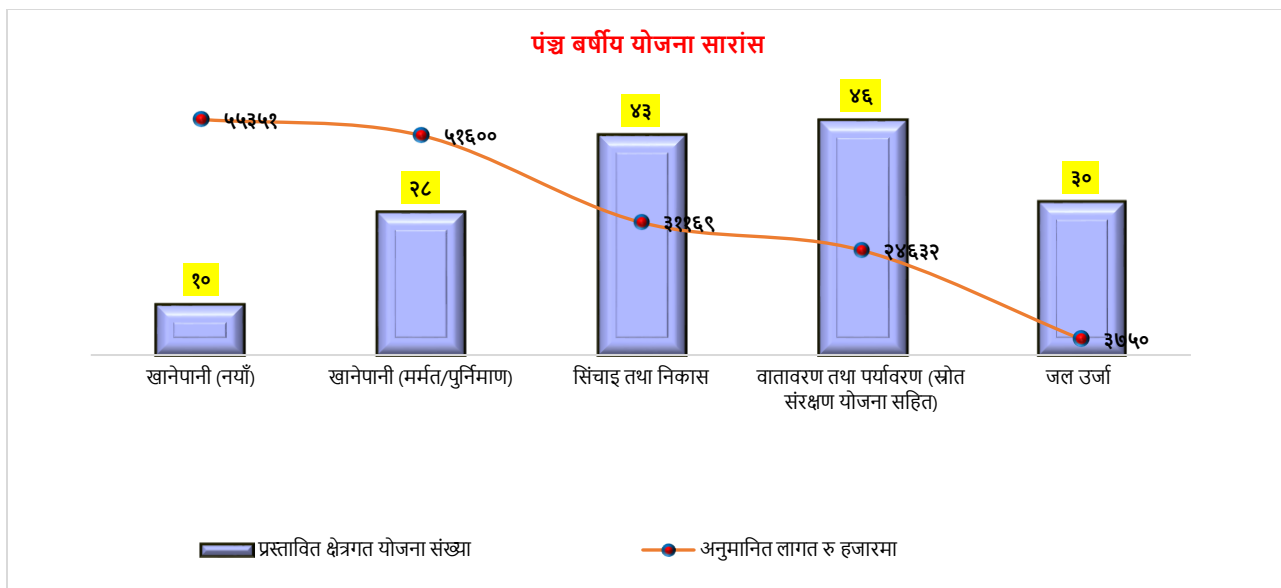 पंञ्च बर्षीय योजना सारांस
५५३५१
५१६००
४३
४६
३११६९
२८
३०
२४६३२
१०
३७५०
खानेपानी (नयाँ)
खानेपानी (मर्मत/पुर्निमाण)
सिंचाइ तथा निकास
वातावरण तथा पर्यावरण (स्रोत
संरक्षण योजना सहित)
जल उर्जा
प्रस्तावित क्षेत्रगत योजना संख्या
अनुमानित लागत रु हजारमा